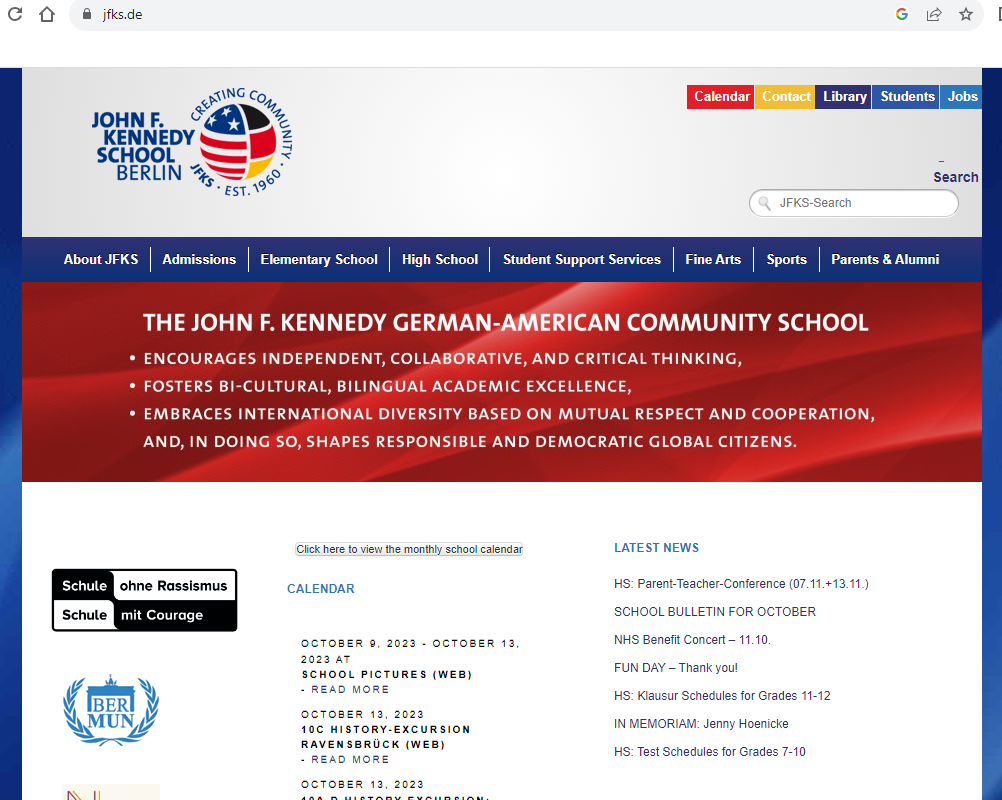 jfks.de
JOHN F.
KENNEDY
SCHOOL
BERLIN
CREATING COMMUNITY
JFKS · EST. 1960 ·
Calendar Contact Library Students Jobs
Search
JFKS-Search
About JFKS Admissions Elementary School High School Student Support Services Fine Arts Sports Parents & Alumni
THE JOHN F. KENNEDY GERMAN-AMERICAN COMMUNITY SCHOOL
• ENCOURAGES INDEPENDENT, COLLABORATIVE, AND CRITICAL THINKING,
• FOSTERS BI-CULTURAL, BILINGUAL ACADEMIC EXCELLENCE,
• EMBRACES INTERNATIONAL DIVERSITY BASED ON MUTUAL RESPECT AND COOPERATION,
AND, IN DOING SO, SHAPES RESPONSIBLE AND DEMOCRATIC GLOBAL CITIZENS.
Schule ohne Rassismus
Schule mit Courage
BER
MUN
Click here to view the monthly school calendar
CALENDAR
OCTOBER 9, 2023 - OCTOBER 13,
2023 AT
SCHOOL PICTURES (WEB)
- READ MORE
OCTOBER 13, 2023
10C HISTORY-EXCURSION
RAVENSBRÜCK (WEB)
- READ MORE
OCTOBER 13, 2023
LATEST NEWS
HS: Parent-Teacher-Conference (07.11.+13.11.)
SCHOOL BULLETIN FOR OCTOBER
NHS Benefit Concert – 11.10.
FUN DAY – Thank you!
HS: Klausur Schedules for Grades 11-12
IN MEMORIAM: Jenny Hoenicke
HS: Test Schedules for Grades 7-10